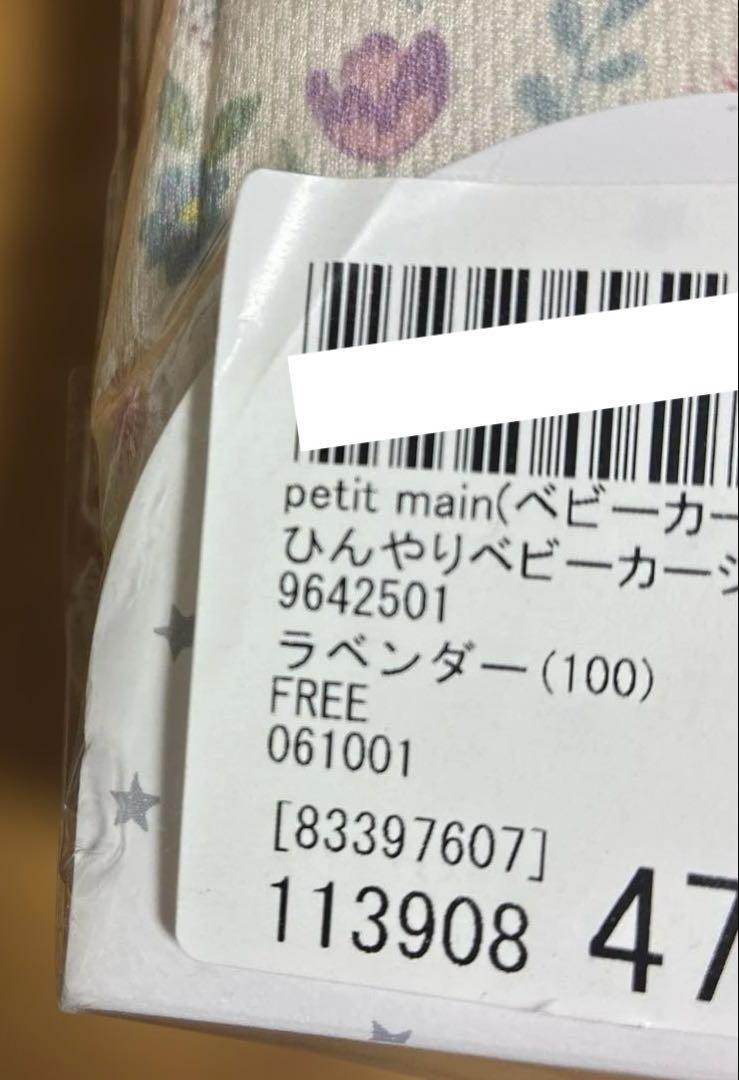 petit main(ベビーカー
ひんやりベビーカーシ
9642501
ラベンダー(100)
FREE
061001
[83397607]
113908 47